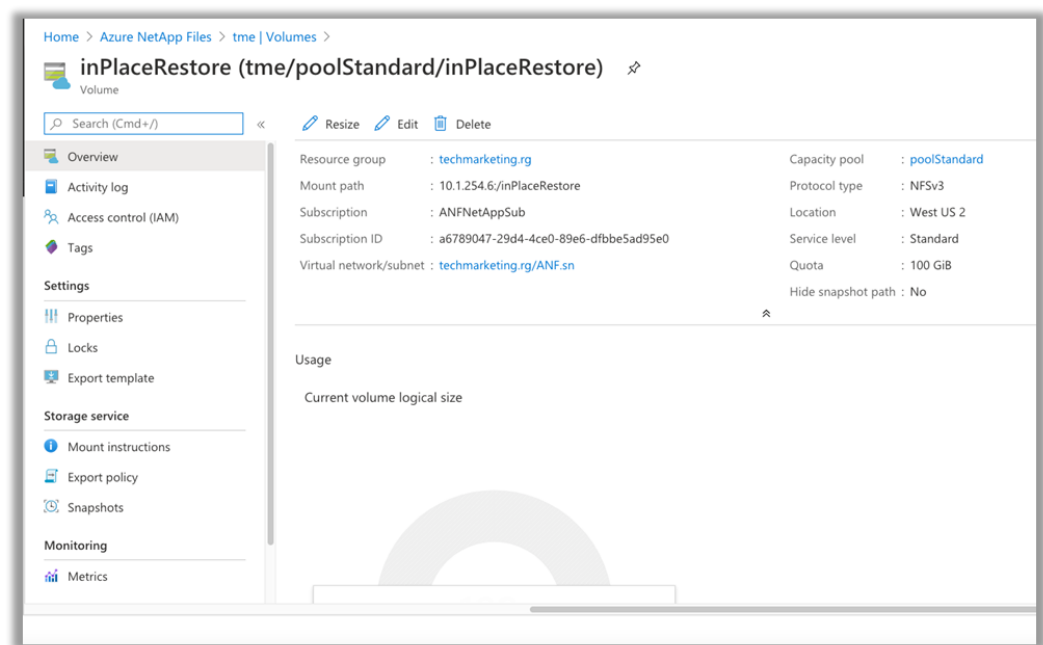 Home > Azure NetApp Files > tme | Volumes >
inPlaceRestore (tme/poolStandard/inPlaceRestore)
Volume
Search (Cmd+/)
«
Overview
Activity log
Access control (IAM)
Tags
Settings
Properties
Locks
Export template
Storage service
Mount instructions
Export policy
Snapshots
Monitoring
Metrics
Resize Edit Delete
Resource group : techmarketing.rg
Mount path : 10.1.254.6:/inPlaceRestore
Subscription : ANFNetAppSub
Subscription ID : a6789047-29d4-4ce0-89e6-dfbbe5ad95e0
Virtual network/subnet : techmarketing.rg/ANF.sn
Capacity pool : poolStandard
Protocol type : NFSv3
Location : West US 2
Service level : Standard
Quota : 100 GiB
Hide snapshot path : No
Usage
Current volume logical size